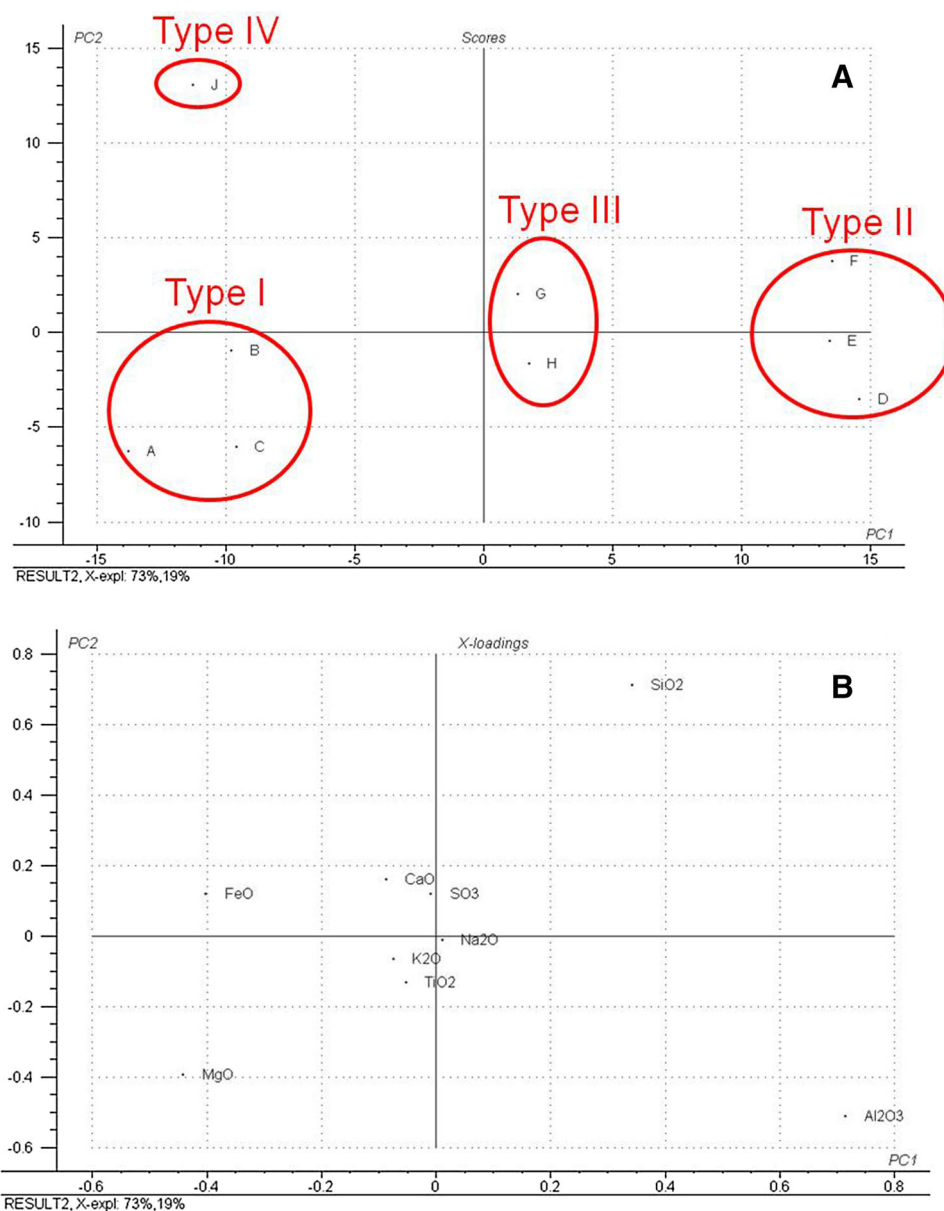 Type IV
PC2 Scores
15
J
A
10
Type III
Type II
5
F
G
Type I
0
B
E
H
D
-5
A C
-10
PC1
-15 -10 -5 0 5 10 15
RESULT2, X-expl: 73%,19%
PC2 X-loadings
0.8
SiO2
B
0.6
0.4
0.2
CaO
FeO
SO3
0
Na2O
K2O
TiO2
-0.2
-0.4
MgO
Al2O3
-0.6
PC1
-0.6 -0.4 -0.2 0 0.2 0.4 0.6 0.8
RESULT2, X-expl: 73%,19%